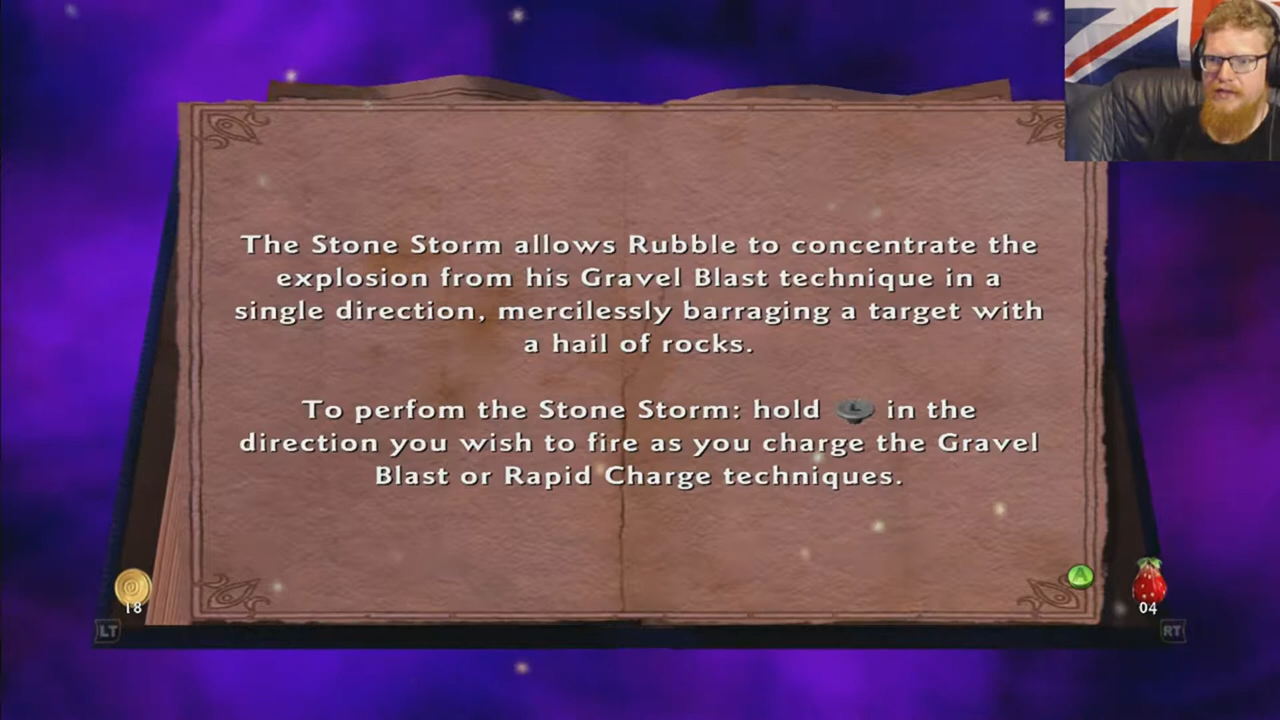 The Stone Storm allows Rubble to concentrate the
explosion from his Gravel Blast technique in a
single direction, mercilessly barraging a target with
a hail of rocks.
To perfom the Stone Storm: hold L in the
direction you wish to fire as you charge the Gravel
Blast or Rapid Charge techniques.
A
18
04
LT
RT